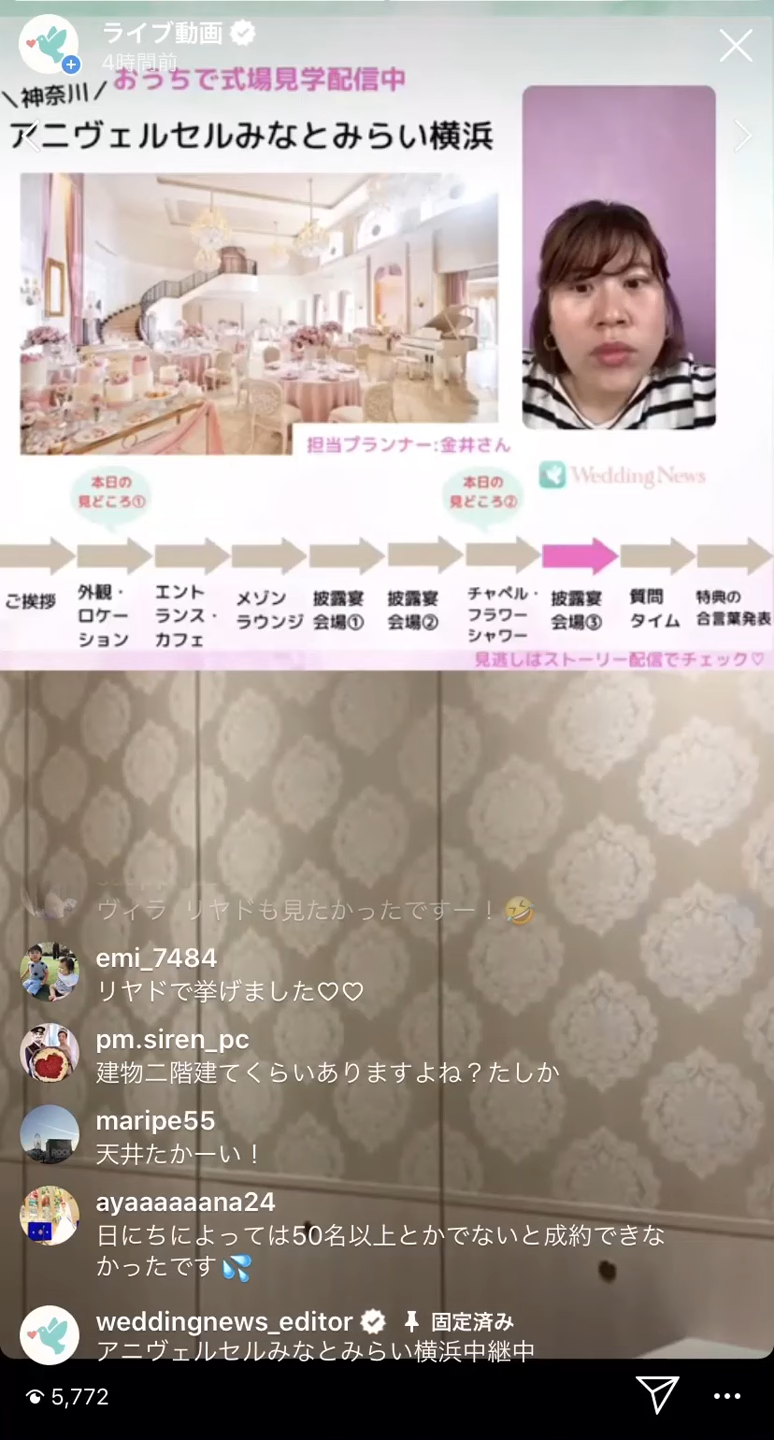 ライブ動画
4時間前
おうちで式場見学配信中
\神奈川/
アニヴェルセルみなとみらい横浜
担当プランナー:金井さん
WeddingNews
本日の
見どころ①
本日の
見どころ②
ご挨拶
外観・
ロケー
ション
エント
ランス・
カフェ
メゾン
ラウンジ
披露宴
会場①
披露宴
会場②
チャペル・
フラワー
シャワー
披露宴
会場③
質問
タイム
特典の
合言葉発表
見逃しはストーリー配信でチェック♡
ヴィラ リヤドも見たかったですー！🤣
emi_7484
リヤドで挙げました♡♡
pm.siren_pc
建物二階建てくらいありますよね？たしか
maripe55
天井たかーい！
ayaaaaaana24
日にちによっては50名以上とかでないと成約できな
かったです💦
weddingnews_editor 固定済み
アニヴェルセルみなとみらい横浜中継中
5,772